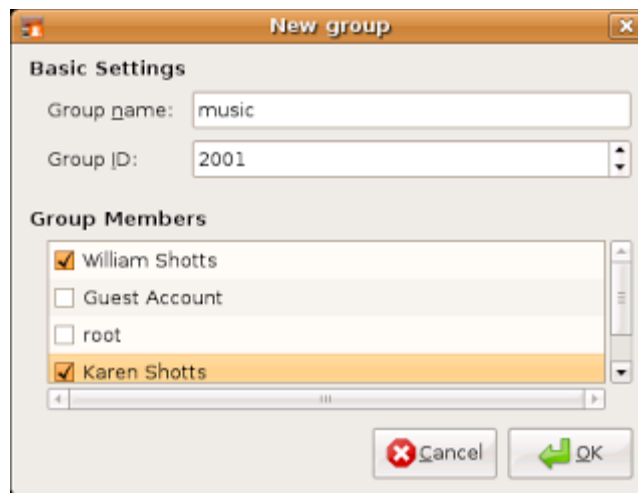 New group
Basic Settings
Group name: music
Group ID: 2001
Group Members
William Shotts
Guest Account
root
Karen Shotts
Cancel OK